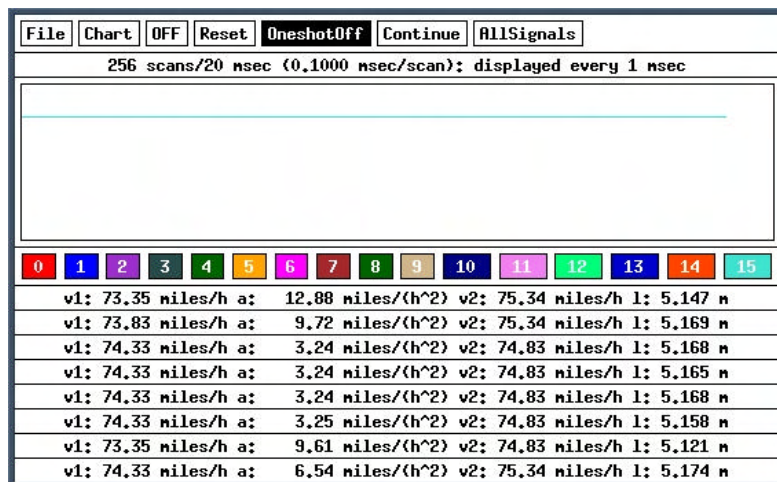 File Chart OFF Reset OneshotOff Continue AllSignals
256 scans/20 msec (0.1000 msec/scan): displayed every 1 msec
0 1 2 3 4 5 6 7 8 9 10 11 12 13 14 15
v1: 73.35 miles/h a: 12.88 miles/(h^2) v2: 75.34 miles/h l: 5.147 m
v1: 73.83 miles/h a: 9.72 miles/(h^2) v2: 75.34 miles/h l: 5.169 m
v1: 74.33 miles/h a: 3.24 miles/(h^2) v2: 74.83 miles/h l: 5.168 m
v1: 74.33 miles/h a: 3.24 miles/(h^2) v2: 74.83 miles/h l: 5.165 m
v1: 74.33 miles/h a: 3.24 miles/(h^2) v2: 74.83 miles/h l: 5.168 m
v1: 74.33 miles/h a: 3.25 miles/(h^2) v2: 74.83 miles/h l: 5.158 m
v1: 73.35 miles/h a: 9.61 miles/(h^2) v2: 74.83 miles/h l: 5.121 m
v1: 74.33 miles/h a: 6.54 miles/(h^2) v2: 75.34 miles/h l: 5.174 m